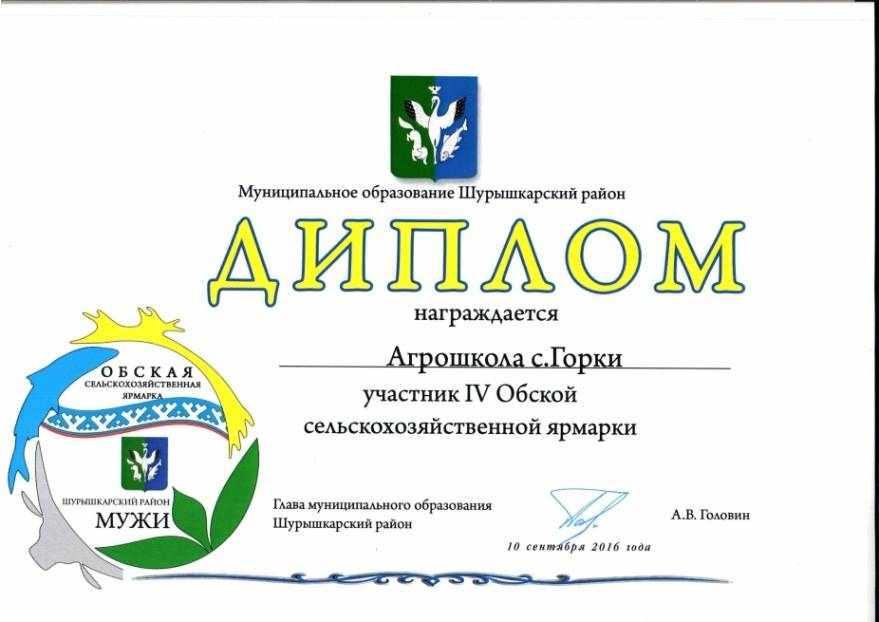 Муниципальное образование Шурышкарский район
ДИПЛОМ
награждается
Агрошкола с.Горки
участник IV Обской
сельскохозяйственной ярмарки
ОБСКАЯ
СЕЛЬСКОХОЗЯЙСТВЕННАЯ
ЯРМАРКА
ШУРЫШКАРСКИЙ РАЙОН
МУЖИ
Глава муниципального образования
Шурышкарский район
А.В. Головин
10 сентября 2016 года